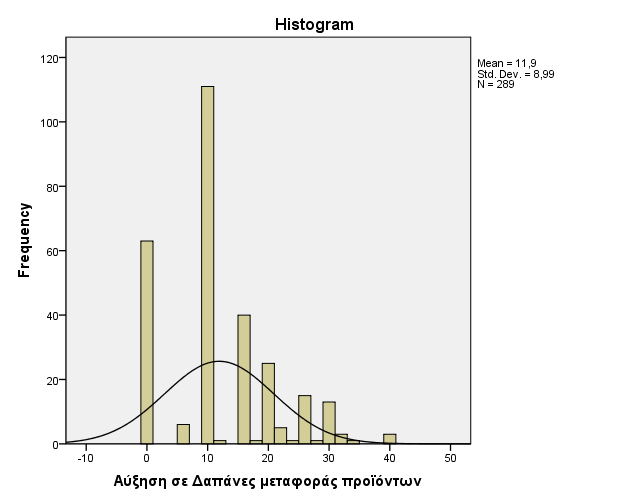 Histogram
Mean = 11,9
Std. Dev. = 8,99
N = 289
120
100
80
60
40
20
0
Frequency
-10 0 10 20 30 40 50
Αύξηση σε Δαπάνες μεταφοράς προϊόντων